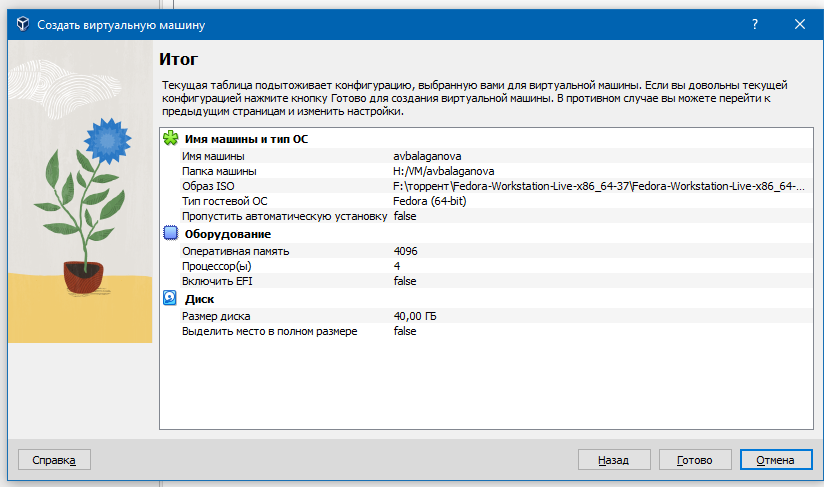 Создать виртуальную машину
Итог
Текущая таблица подытоживает конфигурацию, выбранную вами для виртуальной машины. Если вы довольны текущей
конфигурацией нажмите кнопку Готово для создания виртуальной машины. В противном случае вы можете перейти к
предыдущим страницам и изменить настройки.
Имя машины и тип ОС
Имя машины avbalaganova
Папка машины H:/VM/avbalaganova
Образ ISO F:\торрент\Fedora-Workstation-Live-x86_64-37\Fedora-Workstation-Live-x86_64-...
Тип гостевой ОС Fedora (64-bit)
Пропустить автоматическую установку false
Оборудование
Оперативная память 4096
Процессор(ы) 4
Включить EFI false
Диск
Размер диска 40,00 ГБ
Выделить место в полном размере false
Справка Назад Готово Отмена